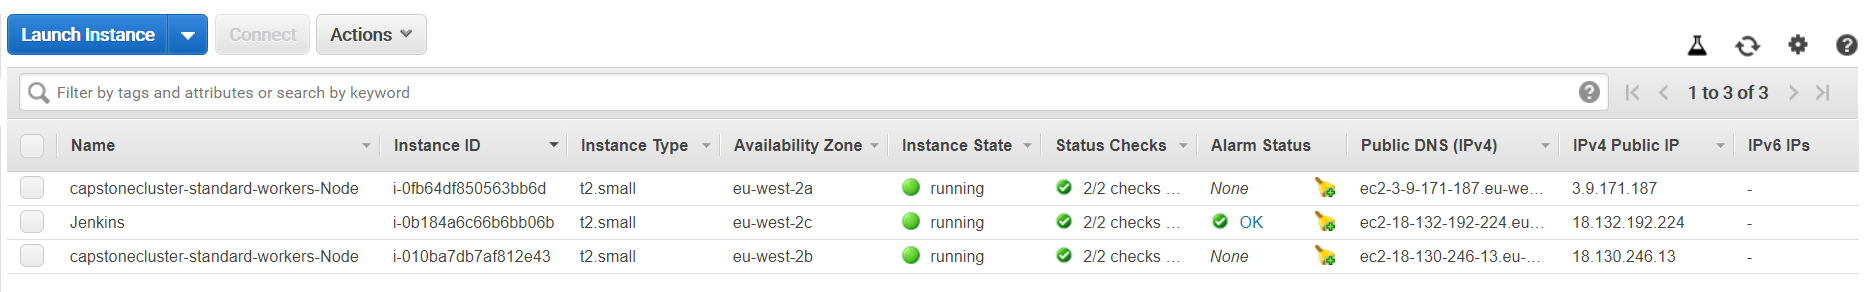 Launch Instance Connect Actions
Filter by tags and attributes or search by keyword 1 to 3 of 3
Name Instance ID Instance Type Availability Zone Instance State Status Checks Alarm Status Public DNS (IPv4) IPv4 Public IP IPv6 IPs
capstonecluster-standard-workers-Node i-0fb64df850563bb6d t2.small eu-west-2a running 2/2 checks ... None ec2-3-9-171-187.eu-we... 3.9.171.187 -
Jenkins i-0b184a6c66b6bb06b t2.small eu-west-2c running 2/2 checks ... OK ec2-18-132-192-224.eu... 18.132.192.224 -
capstonecluster-standard-workers-Node i-010ba7db7af812e43 t2.small eu-west-2b running 2/2 checks ... None ec2-18-130-246-13.eu-... 18.130.246.13 -